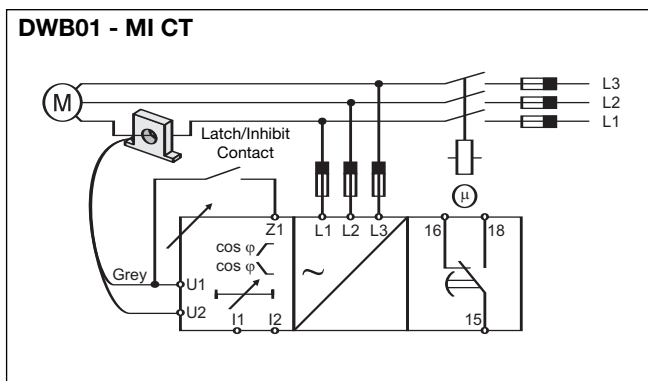 DWB01 - MI CT
L3
L2
L1
M
Latch/Inhibit
Contact
µ
Z1
L1
L2
L3
16
18
cos φ
cos φ
~
Grey
U1
U2
I1
I2
15